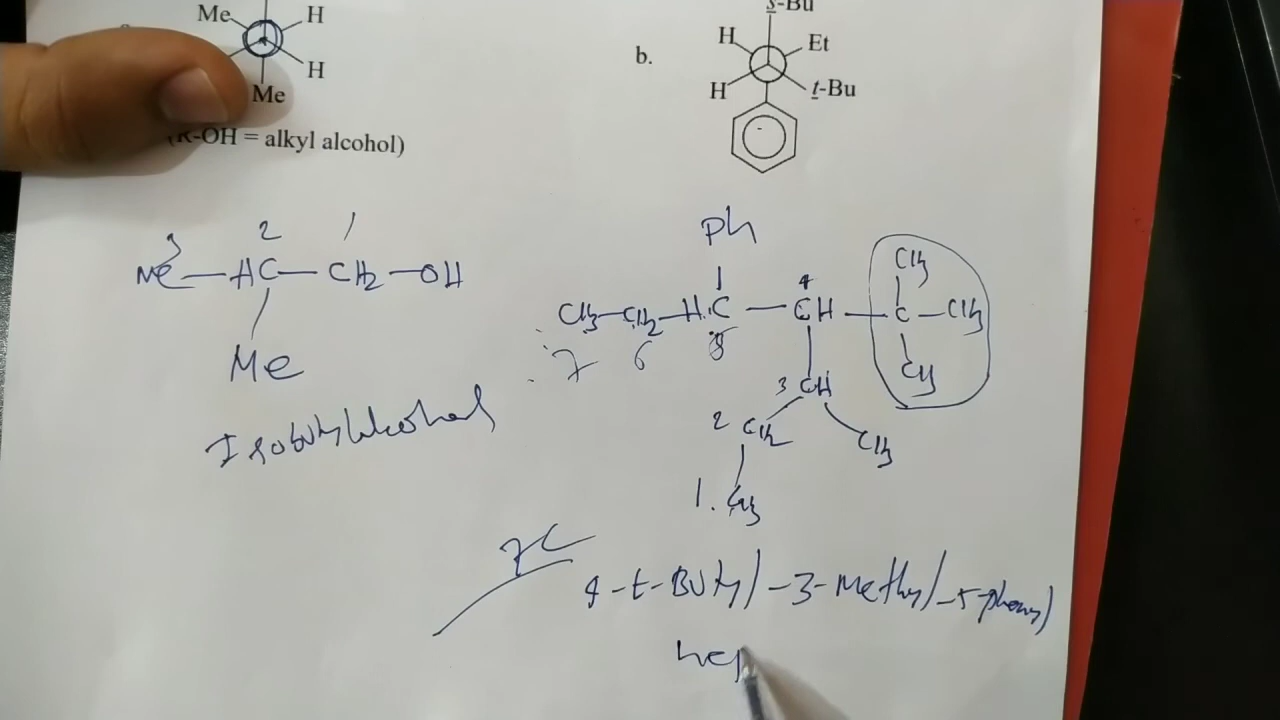 s-Bu
Me H
H Et
b.
H
H t-Bu
Me
(R-OH = alkyl alcohol)
Ph
3 2 1
Me — HC — CH2 — OH
CH3
CH3 — CH2 — H.C — CH — C — CH3
4
7 6 5
Me
CH3
3 CH
2 CH2
CH3
Isobutylalcohol
1. CH3
7C
4-t-Butyl-3-Methyl-5-phenyl
hep